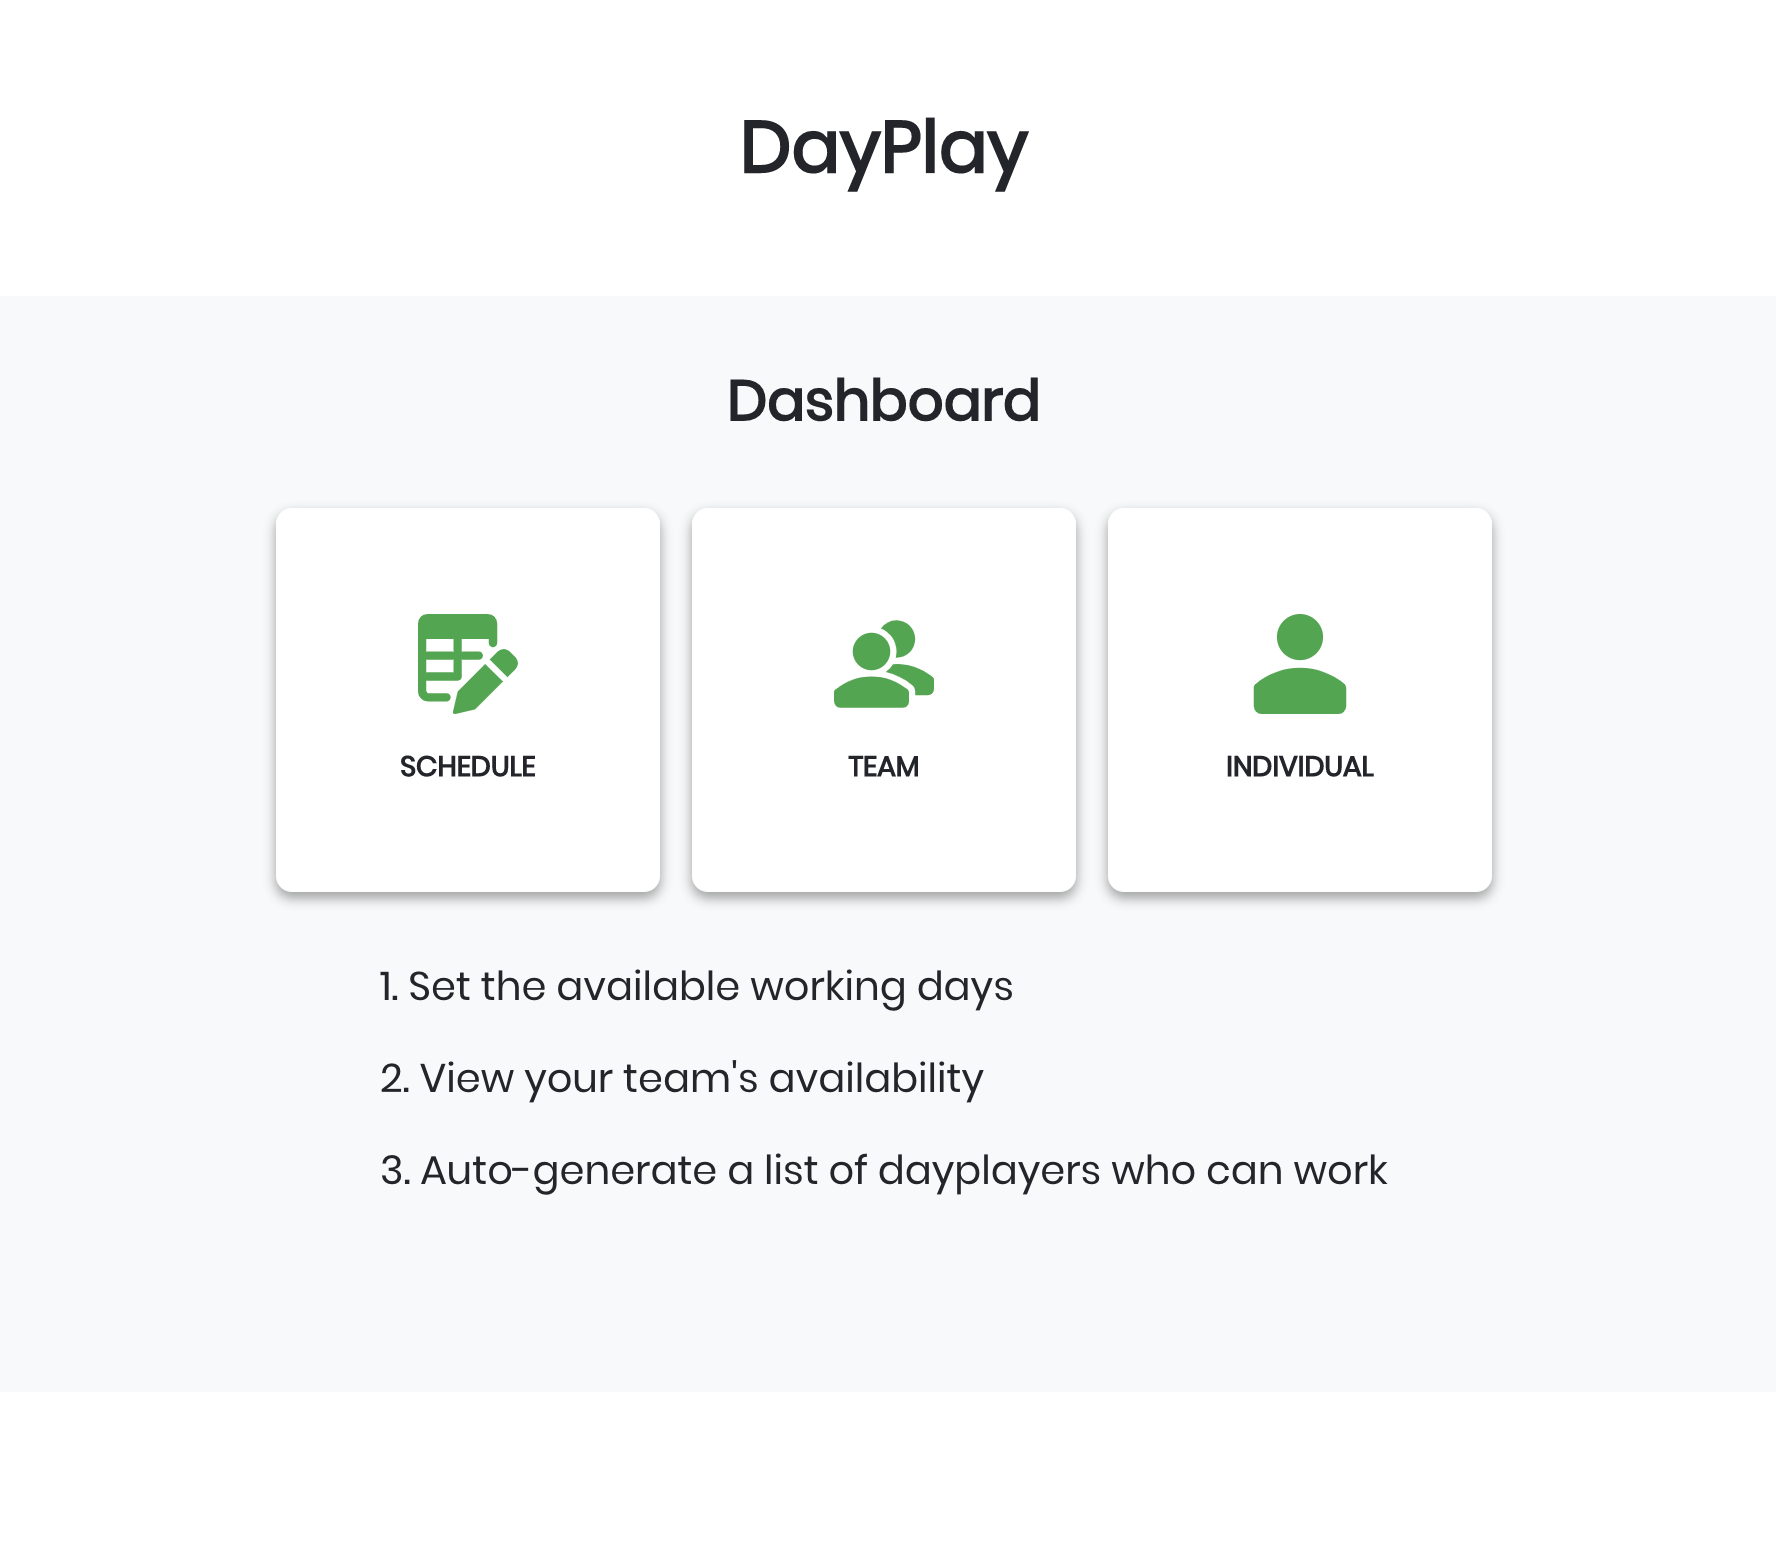 DayPlay
Dashboard
SCHEDULE
TEAM
INDIVIDUAL
1. Set the available working days
2. View your team's availability
3. Auto-generate a list of dayplayers who can work